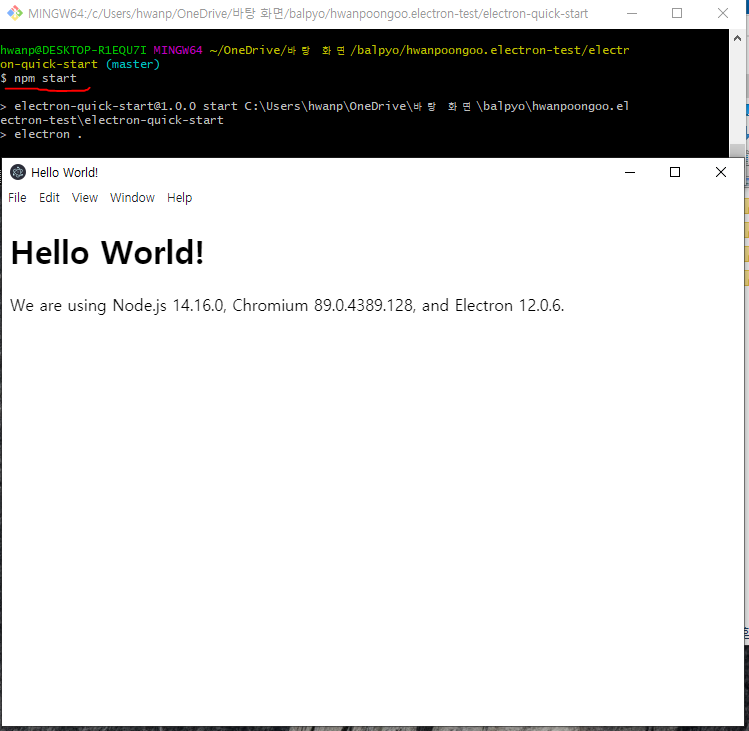 MINGW64:/c/Users/hwanp/OneDrive/바탕 화면/balpyo/hwanpoongoo.electron-test/electron-quick-start
hwanp@DESKTOP-R1EQU7I MINGW64 ~/OneDrive/바탕 화면/balpyo/hwanpoongoo.electron-test/electr
on-quick-start (master)
$ npm start
> electron-quick-start@1.0.0 start C:\Users\hwanp\OneDrive\바탕 화면\balpyo\hwanpoongoo.el
ectron-test\electron-quick-start
> electron .
Hello World!
File Edit View Window Help
Hello World!
We are using Node.js 14.16.0, Chromium 89.0.4389.128, and Electron 12.0.6.